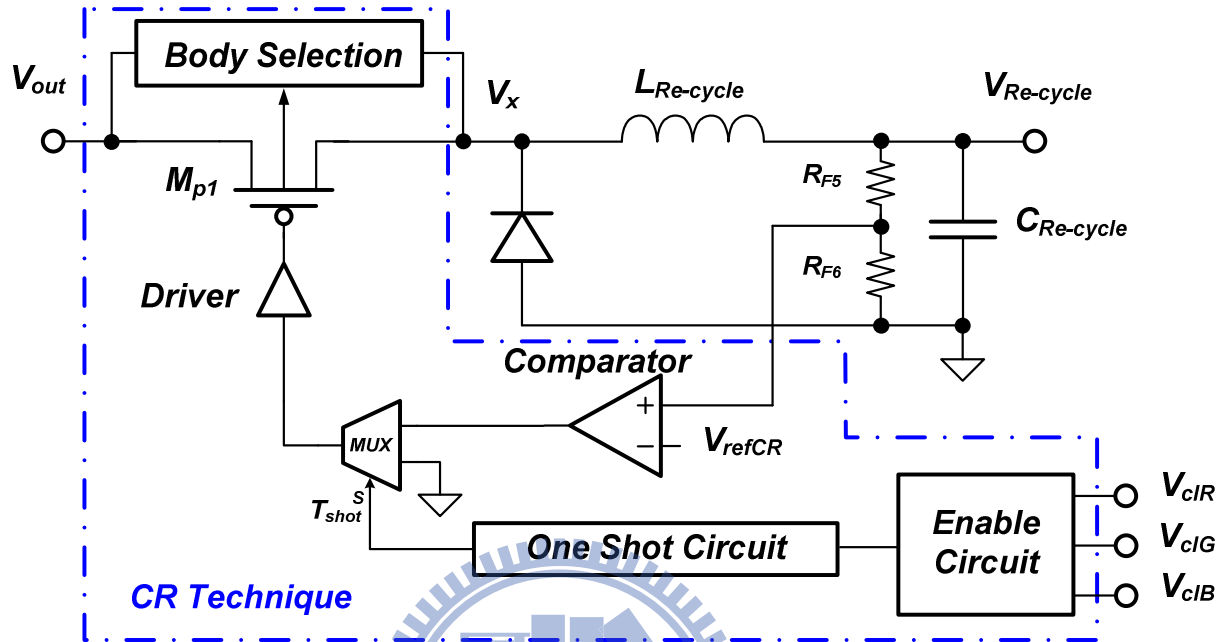 Body Selection
Vout
Vx
LRe-cycle
VRe-cycle
Mp1
RF5
CRe-cycle
RF6
Driver
Comparator
+
−
VrefCR
MUX
S
Tshot
One Shot Circuit
Enable
Circuit
VclR
VclG
VclB
CR Technique